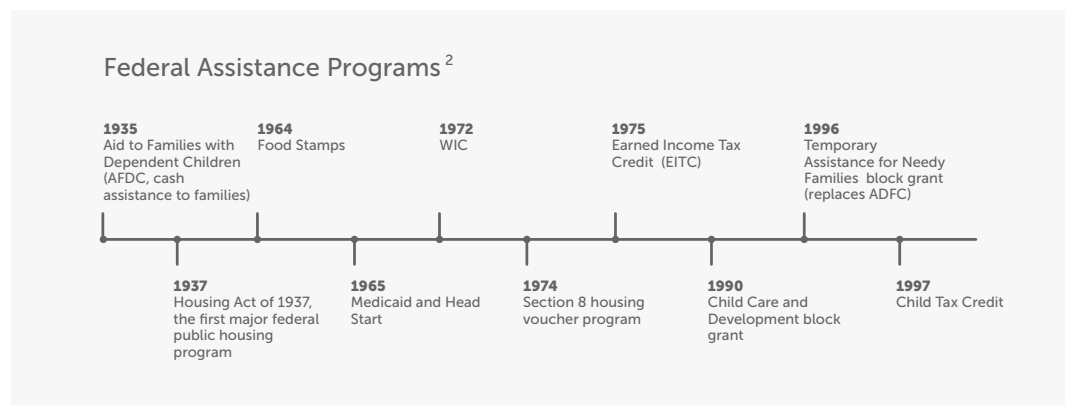 Federal Assistance Programs 2
1935
Aid to Families with
Dependent Children
(AFDC, cash
assistance to families)
1964
Food Stamps
1972
WIC
1975
Earned Income Tax
Credit (EITC)
1996
Temporary
Assistance for Needy
Families block grant
(replaces ADFC)
1937
Housing Act of 1937,
the first major federal
public housing
program
1965
Medicaid and Head
Start
1974
Section 8 housing
voucher program
1990
Child Care and
Development block
grant
1997
Child Tax Credit